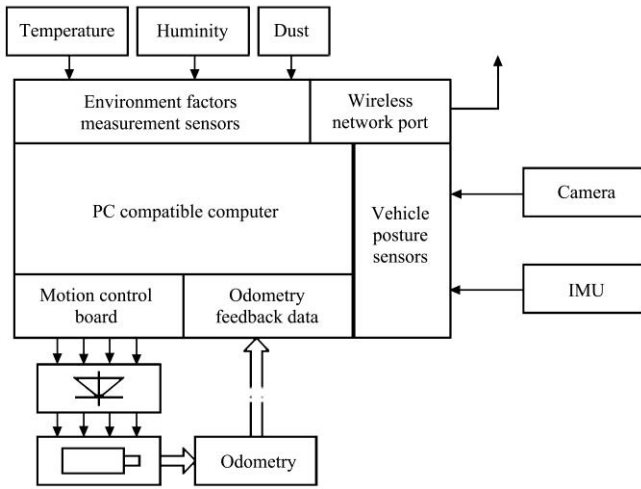 Temperature
Huminity
Dust
Environment factors
measurement sensors
Wireless
network port
PC compatible computer
Vehicle
posture
sensors
Camera
IMU
Motion control
board
Odometry
feedback data
Odometry